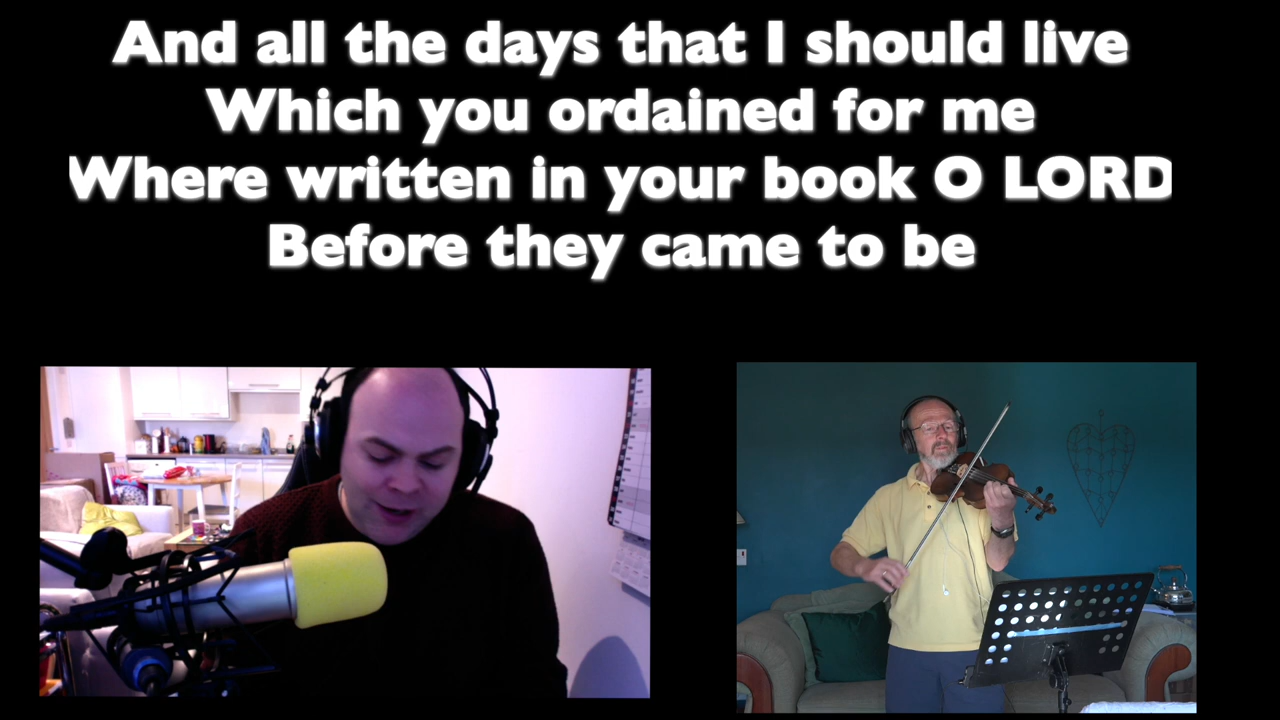 And all the days that I should live
Which you ordained for me
Where written in your book O LORD
Before they came to be